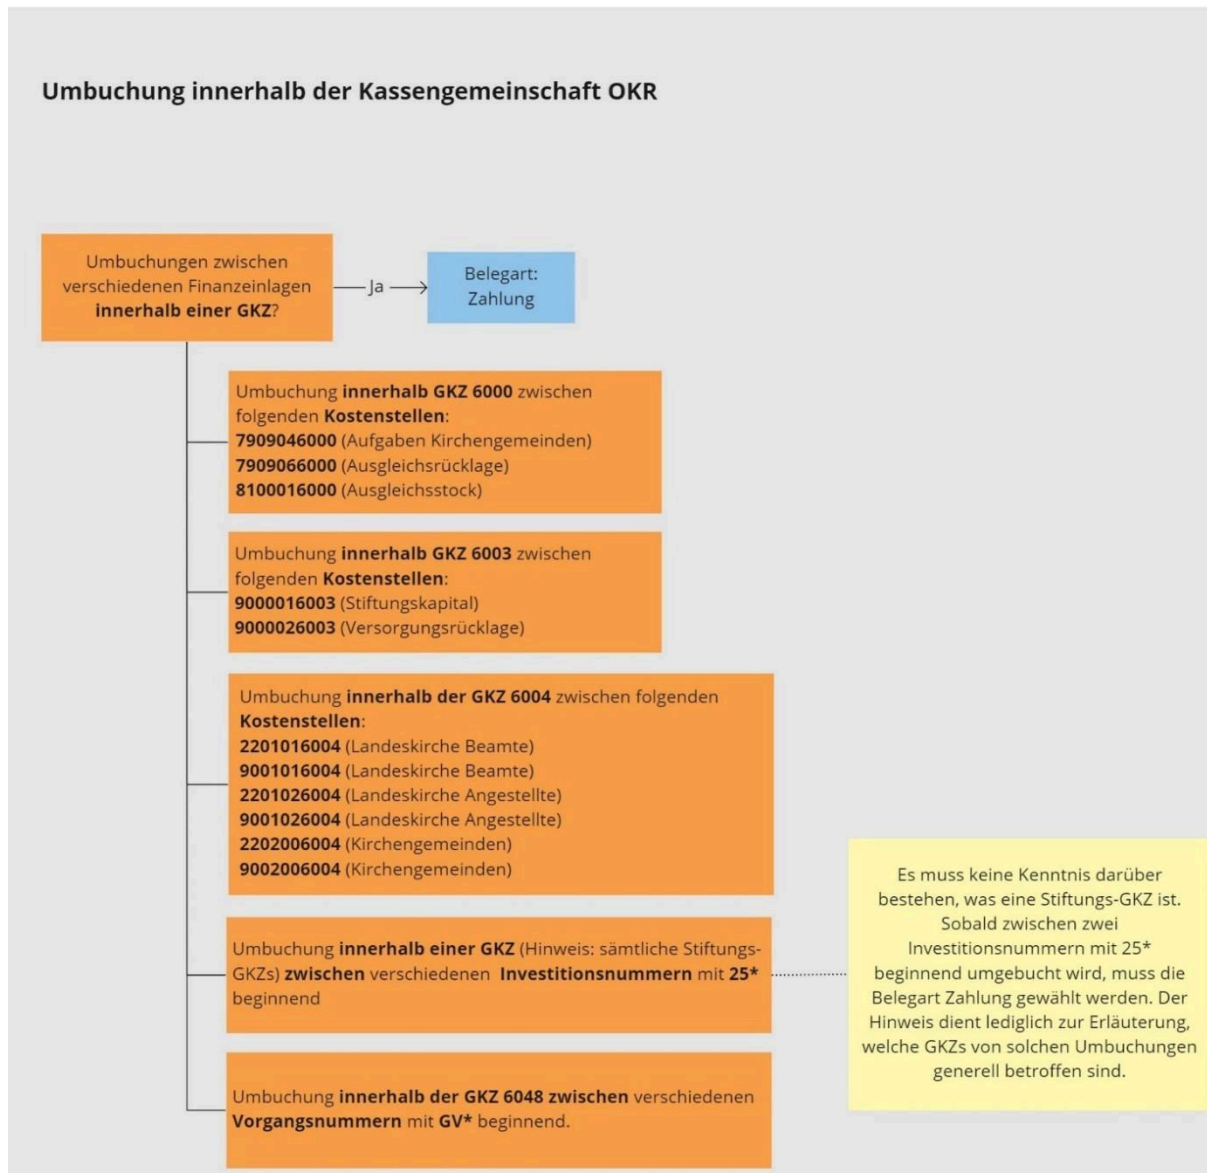 Umbuchung innerhalb der Kassengemeinschaft OKR
Umbuchungen zwischen
verschiedenen Finanzeinlagen
innerhalb einer GKZ?
Ja
Belegart:
Zahlung
Umbuchung innerhalb GKZ 6000 zwischen
folgenden Kostenstellen:
7909046000 (Aufgaben Kirchengemeinden)
7909066000 (Ausgleichsrücklage)
8100016000 (Ausgleichsstock)
Umbuchung innerhalb GKZ 6003 zwischen
folgenden Kostenstellen:
9000016003 (Stiftungskapital)
9000026003 (Versorgungsrücklage)
Umbuchung innerhalb der GKZ 6004 zwischen folgenden
Kostenstellen:
2201016004 (Landeskirche Beamte)
9001016004 (Landeskirche Beamte)
2201026004 (Landeskirche Angestellte)
9001026004 (Landeskirche Angestellte)
2202006004 (Kirchengemeinden)
9002006004 (Kirchengemeinden)
Umbuchung innerhalb einer GKZ (Hinweis: sämtliche Stiftungs-
GKZs) zwischen verschiedenen Investitionsnummern mit 25*
beginnend
Es muss keine Kenntnis darüber
bestehen, was eine Stiftungs-GKZ ist.
Sobald zwischen zwei
Investitionsnummern mit 25*
beginnend umgebucht wird, muss die
Belegart Zahlung gewählt werden. Der
Hinweis dient lediglich zur Erläuterung,
welche GKZs von solchen Umbuchungen
generell betroffen sind.
Umbuchung innerhalb der GKZ 6048 zwischen verschiedenen
Vorgangsnummern mit GV* beginnend.